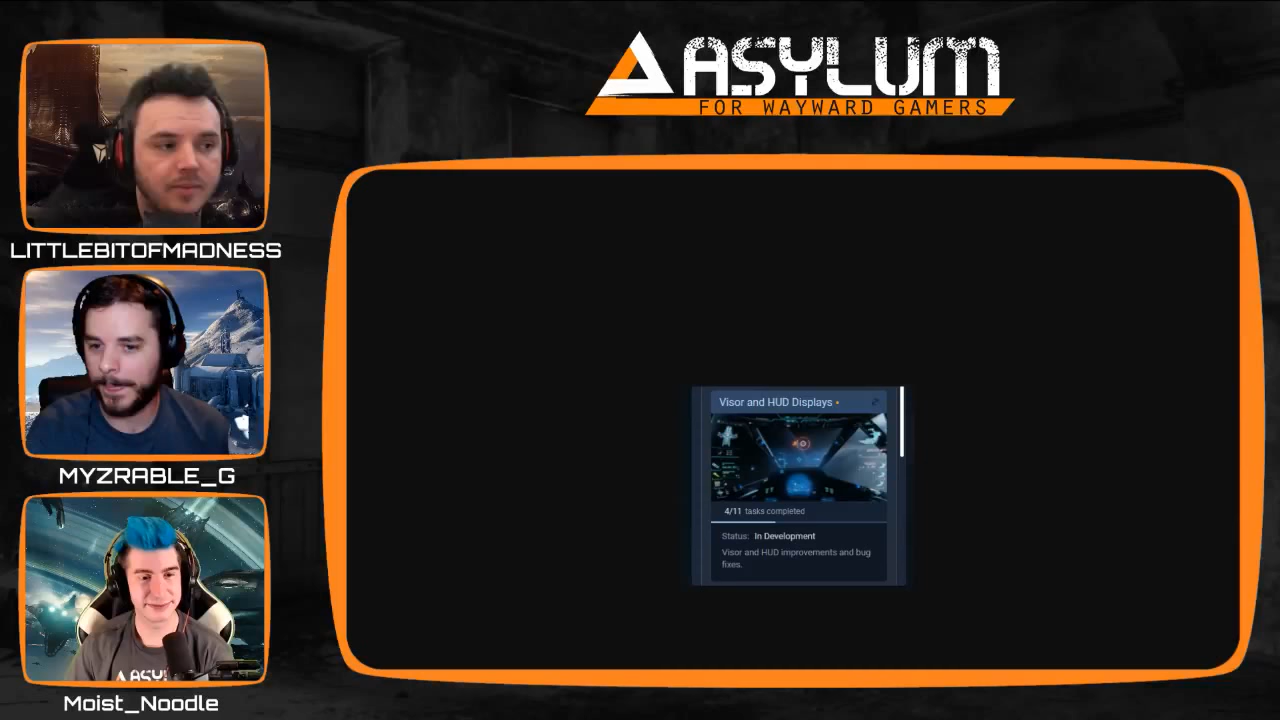 ASYLUM
FOR WAYWARD GAMERS
LITTLEBITOFMADNESS
MYZRABLE_G
ASYL
Moist_Noodle
Visor and HUD Displays
4/11 tasks completed
Status: In Development
Visor and HUD improvements and bug
fixes.